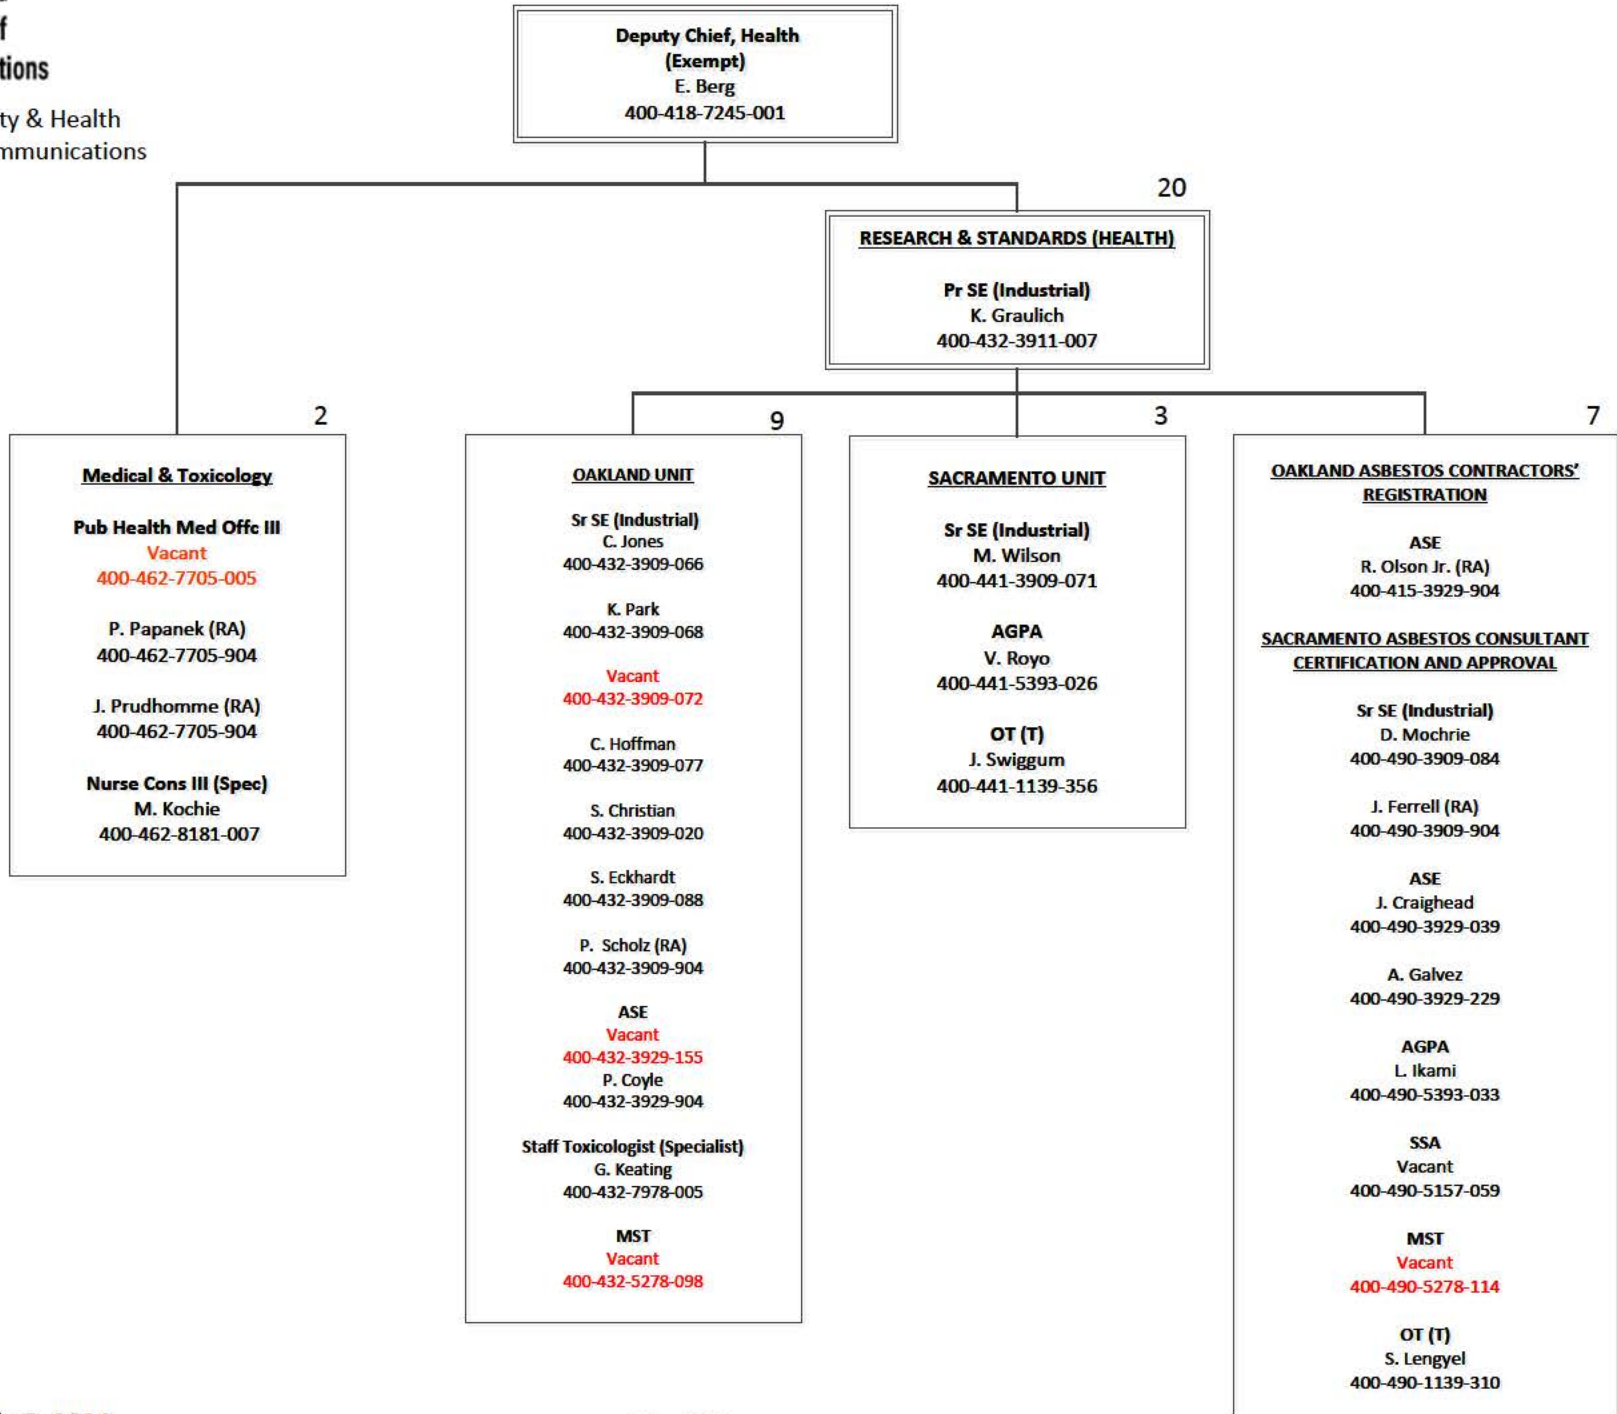 f
tions
ty & Health
mmunications
Deputy Chief, Health
(Exempt)
E. Berg
400-418-7245-001
20
RESEARCH & STANDARDS (HEALTH)
Pr SE (Industrial)
K. Graulich
400-432-3911-007
2
Medical & Toxicology
Pub Health Med Offc III
Vacant
400-462-7705-005
P. Papanek (RA)
400-462-7705-904
J. Prudhomme (RA)
400-462-7705-904
Nurse Cons III (Spec)
M. Kochie
400-462-8181-007
9
OAKLAND UNIT
Sr SE (Industrial)
C. Jones
400-432-3909-066
K. Park
400-432-3909-068
Vacant
400-432-3909-072
C. Hoffman
400-432-3909-077
S. Christian
400-432-3909-020
S. Eckhardt
400-432-3909-088
P. Scholz (RA)
400-432-3909-904
ASE
Vacant
400-432-3929-155
P. Coyle
400-432-3929-904
Staff Toxicologist (Specialist)
G. Keating
400-432-7978-005
MST
Vacant
400-432-5278-098
3
SACRAMENTO UNIT
Sr SE (Industrial)
M. Wilson
400-441-3909-071
AGPA
V. Royo
400-441-5393-026
OT (T)
J. Swiggum
400-441-1139-356
7
OAKLAND ASBESTOS CONTRACTORS’
REGISTRATION
ASE
R. Olson Jr. (RA)
400-415-3929-904
SACRAMENTO ASBESTOS CONSULTANT
CERTIFICATION AND APPROVAL
Sr SE (Industrial)
D. Mochrie
400-490-3909-084
J. Ferrell (RA)
400-490-3909-904
ASE
J. Craighead
400-490-3929-039
A. Galvez
400-490-3929-229
AGPA
L. Ikami
400-490-5393-033
SSA
Vacant
400-490-5157-059
MST
Vacant
400-490-5278-114
OT (T)
S. Lengyel
400-490-1139-310